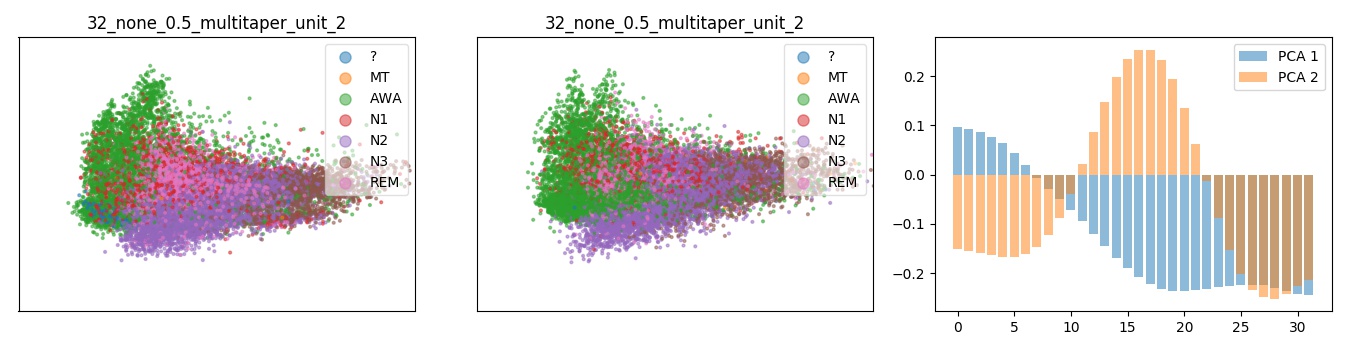 32_none_0.5_multitaper_unit_2
?
MT
AWA
N1
N2
N3
REM
32_none_0.5_multitaper_unit_2
?
MT
AWA
N1
N2
N3
REM
PCA 1
PCA 2
0.2
0.1
0.0
−0.1
−0.2
0 5 10 15 20 25 30